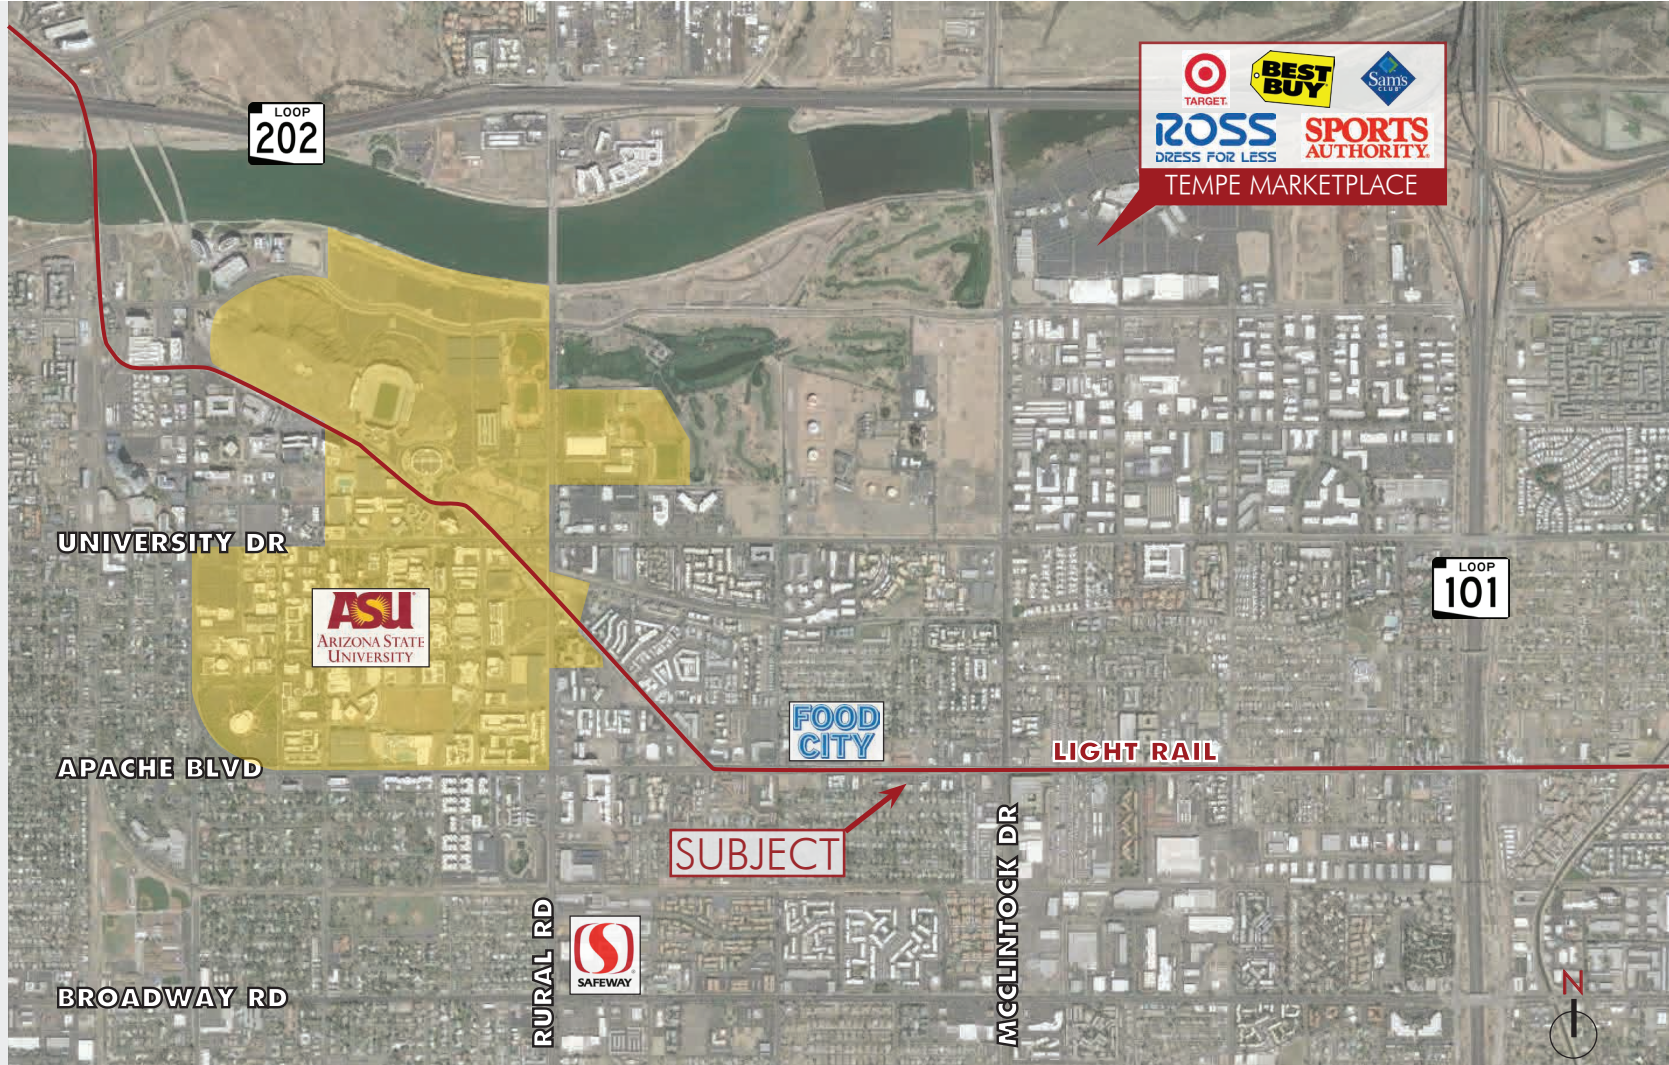 LOOP
202
TARGET
BEST
BUY
Sam's
CLUB
ROSS
DRESS FOR LESS
SPORTS
AUTHORITY
TEMPE MARKETPLACE
UNIVERSITY DR
ASU
ARIZONA STATE
UNIVERSITY
LOOP
101
FOOD
CITY
LIGHT RAIL
APACHE BLVD
SUBJECT
MCCLINTOCK DR
RURAL RD
SAFEWAY
BROADWAY RD
N